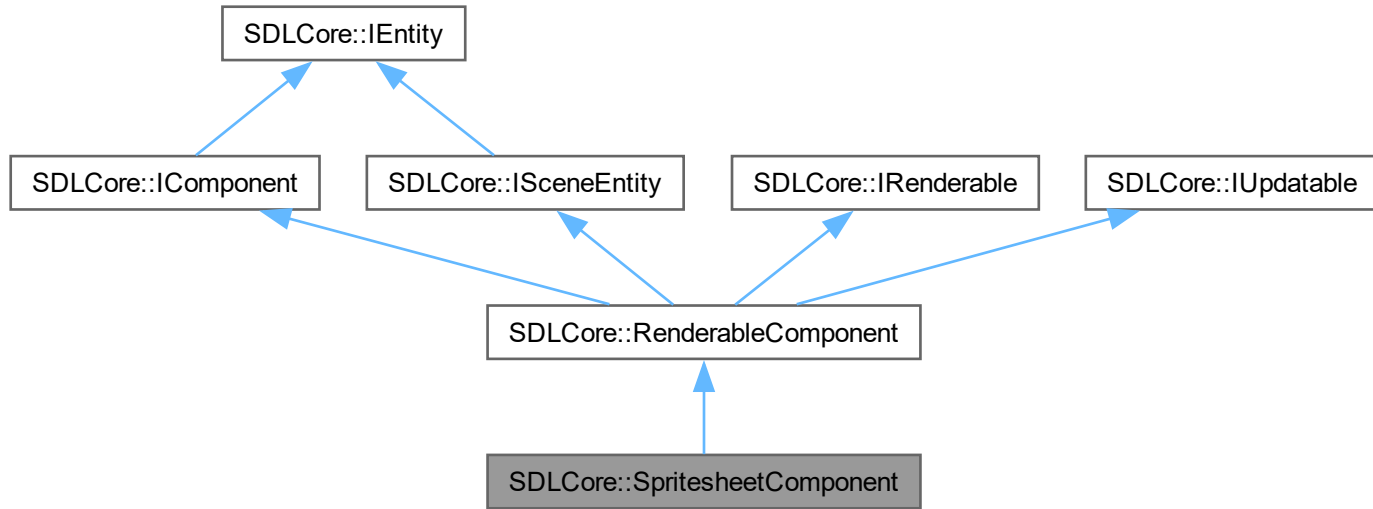 SDLCore::IEntity
SDLCore::IComponent
SDLCore::ISceneEntity
SDLCore::IRenderable
SDLCore::IUpdatable
SDLCore::RenderableComponent
SDLCore::SpritesheetComponent